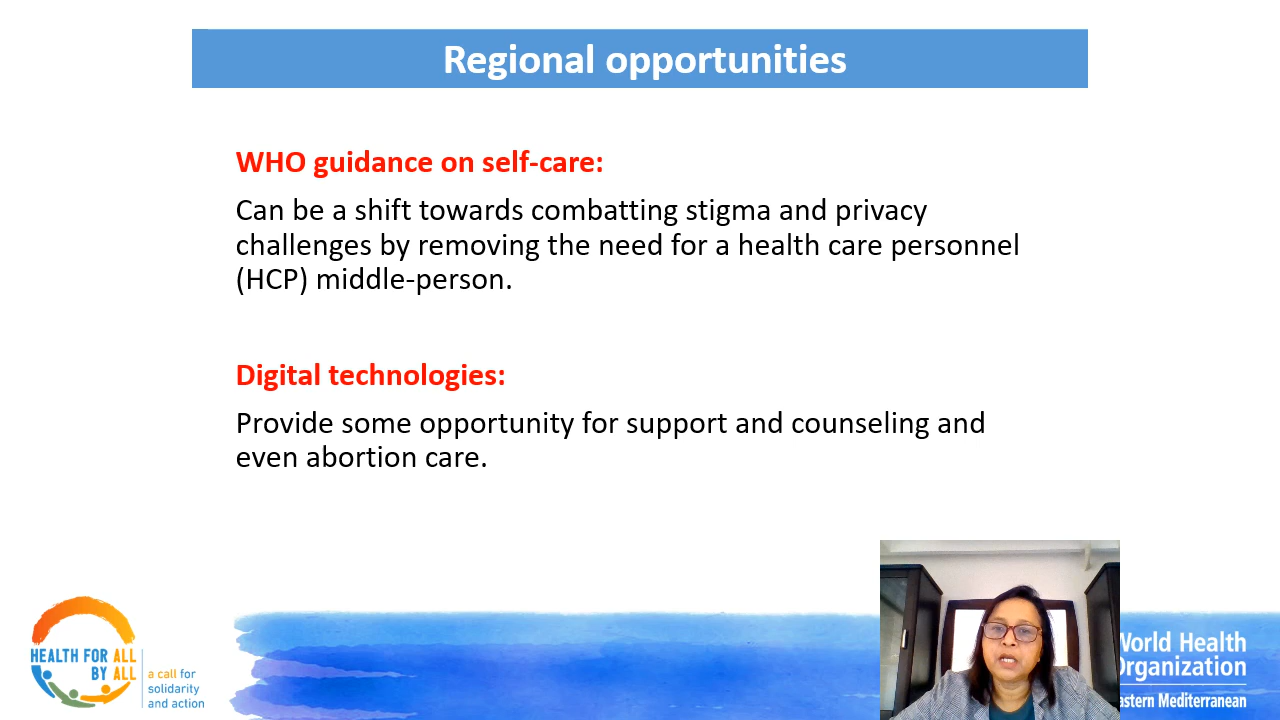 Regional opportunities
WHO guidance on self-care:
Can be a shift towards combatting stigma and privacy
challenges by removing the need for a health care personnel
(HCP) middle-person.
Digital technologies:
Provide some opportunity for support and counseling and
even abortion care.
HEALTH FOR ALL
BY ALL
a call for
solidarity
and action
World Health
Organization
Eastern Mediterranean